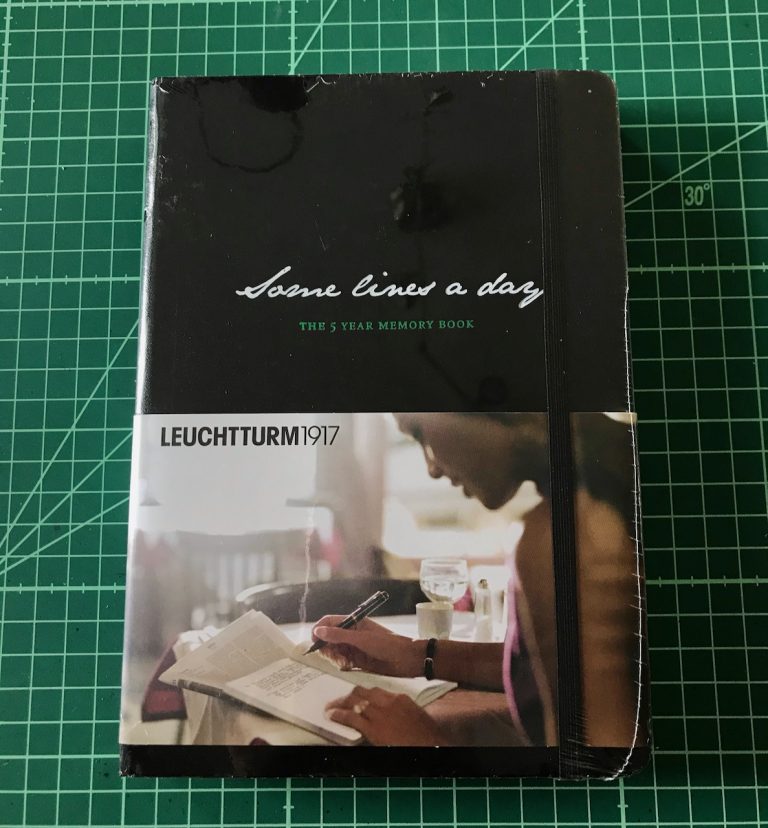 30°
Some lines a day
THE 5 YEAR MEMORY BOOK
LEUCHTTURM1917